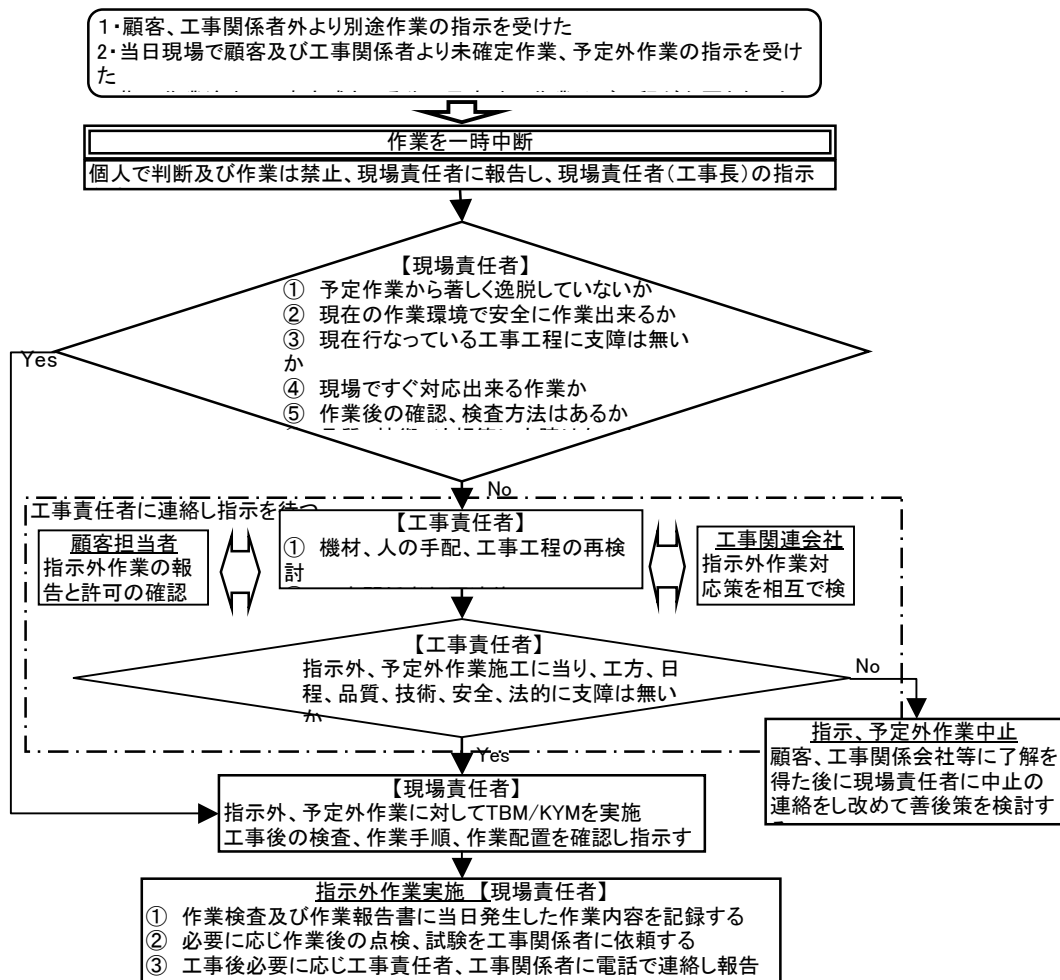 1・顧客、工事関係者外より別途作業の指示を受けた
2・当日現場で顧客及び工事関係者より未確定作業、予定外作業の指示を受け
た
作業を一時中断
個人で判断及び作業は禁止、現場責任者に報告し、現場責任者(工事長)の指示
【現場責任者】
① 予定作業から著しく逸脱していないか
② 現在の作業環境で安全に作業出来るか
③ 現在行なっている工事工程に支障は無い
か
④ 現場ですぐ対応出来る作業か
⑤ 作業後の確認、検査方法はあるか
Yes
No
工事責任者に連絡し指示を待つ
顧客担当者
指示外作業の報
告と許可の確認
【工事責任者】
① 機材、人の手配、工事工程の再検
討
工事関連会社
指示外作業対
応策を相互で検
【工事責任者】
指示外、予定外作業施工に当り、工方、日
程、品質、技術、安全、法的に支障は無い
か
No
Yes
指示、予定外作業中止
顧客、工事関係会社等に了解を
得た後に現場責任者に中止の
連絡をし改めて善後策を検討す
【現場責任者】
指示外、予定外作業に対してTBM/KYMを実施
工事後の検査、作業手順、作業配置を確認し指示す
指示外作業実施 【現場責任者】
① 作業検査及び作業報告書に当日発生した作業内容を記録する
② 必要に応じ作業後の点検、試験を工事関係者に依頼する
③ 工事後必要に応じ工事責任者、工事関係者に電話で連絡し報告